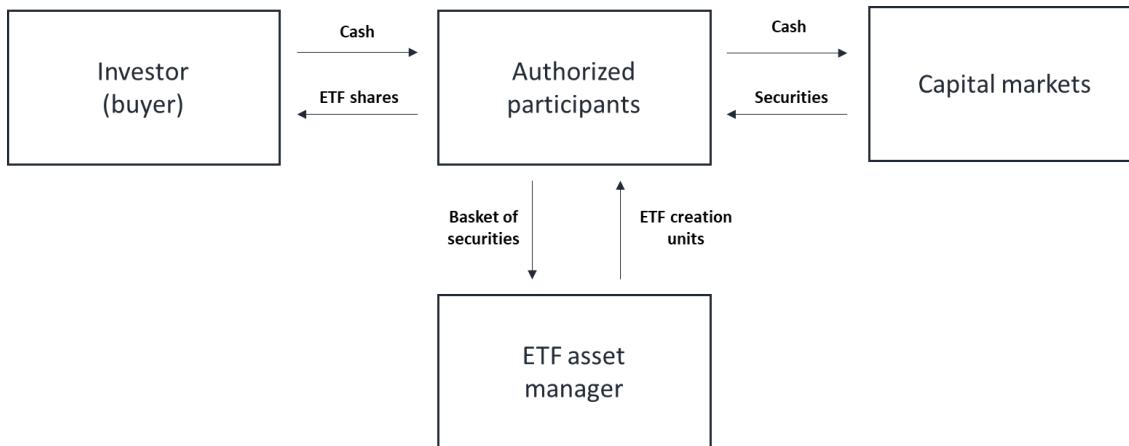 Cash
Cash
Investor
(buyer)
Authorized
participants
Capital markets
ETF shares
Securities
Basket of
securities
ETF creation
units
ETF asset
manager